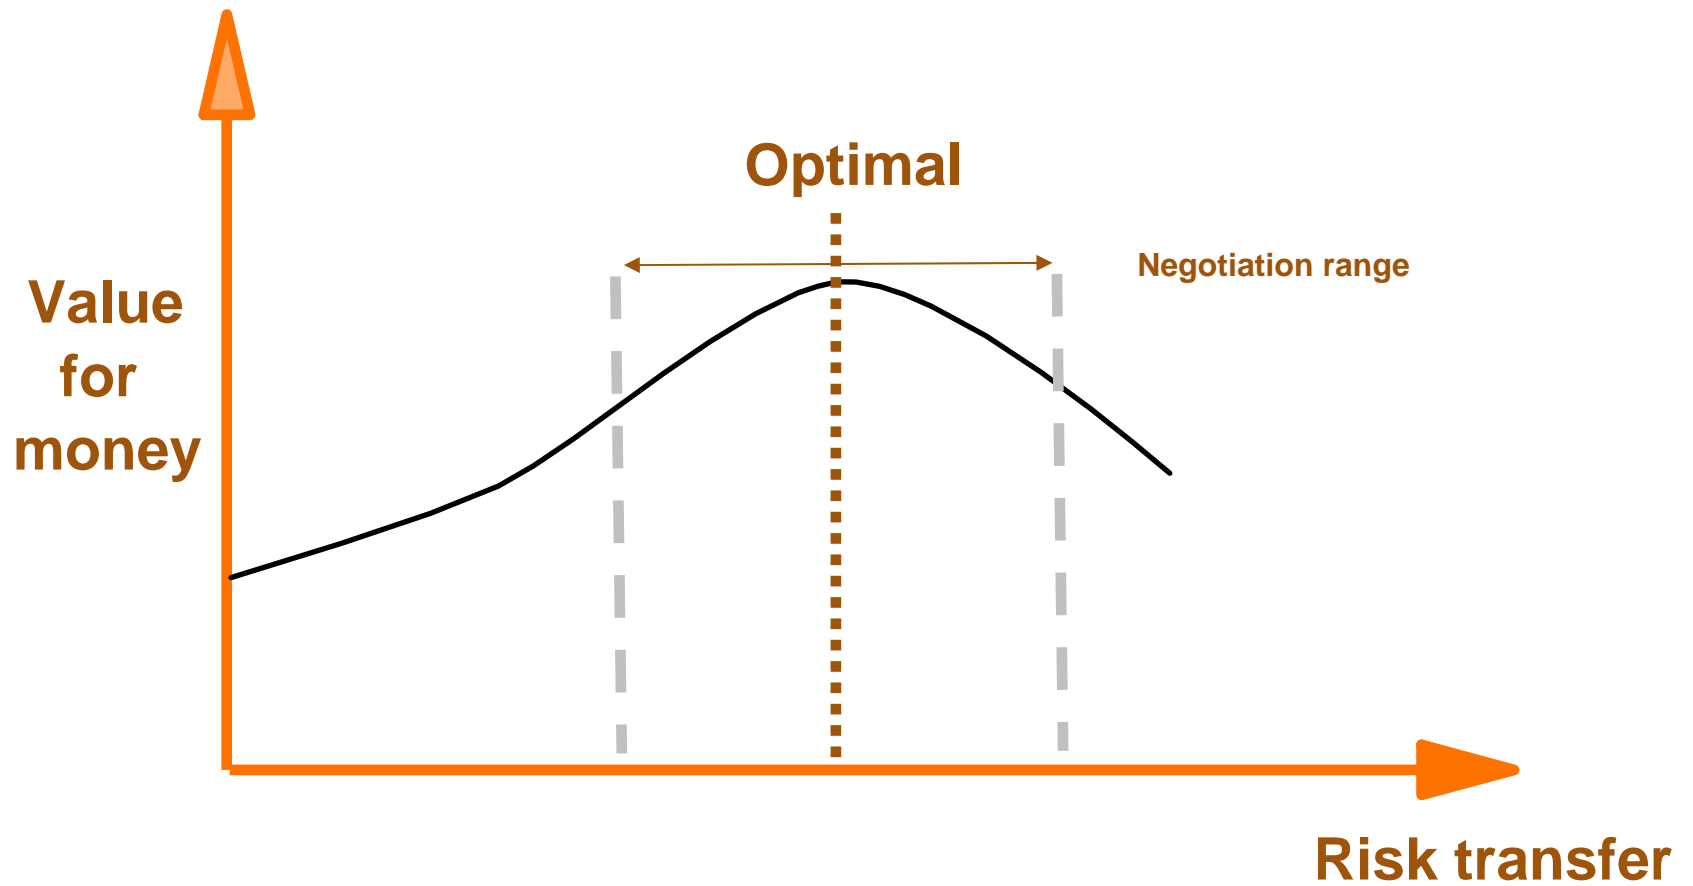 Optimal
Negotiation range
Value
for
money
Risk transfer